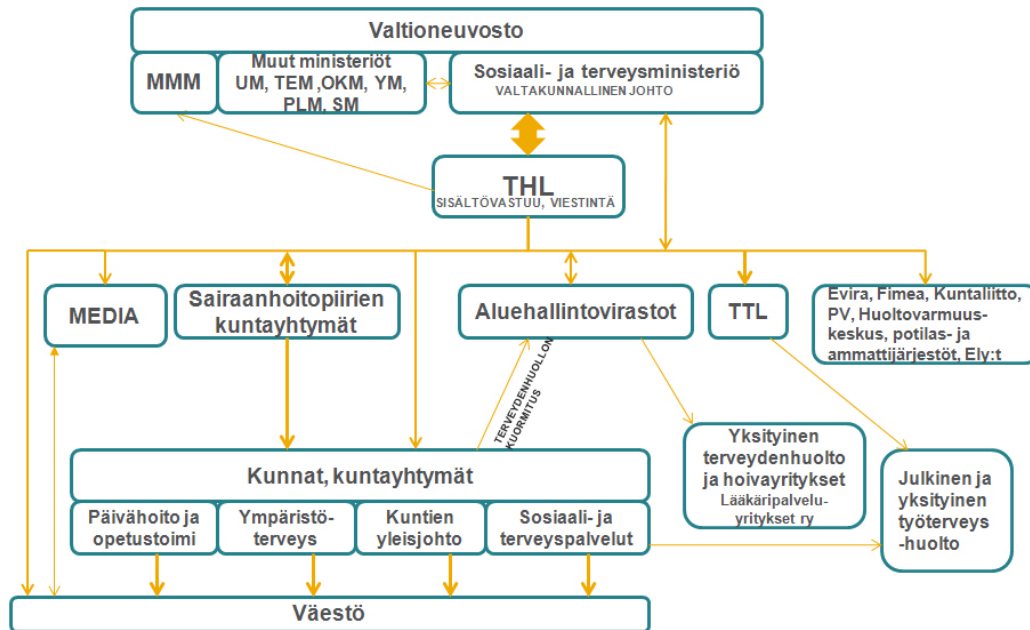 Valtioneuvosto
MMM
Muut ministeriöt
UM, TEM ,OKM, YM,
PLM, SM
Sosiaali- ja terveysministeriö
VALTAKUNNALLINEN JOHTO
THL
SISÄLTÖVASTUU, VIESTINTÄ
MEDIA
Sairaanhoitopiirien
kuntayhtymät
Aluehallintovirastot
TTL
Evira, Fimea, Kuntaliitto,
PV, Huoltovarmuus-
keskus, potilas- ja
ammattijärjestöt, Ely:t
TERVEYDENHUOLLON
KUORMITUS
Kunnat, kuntayhtymät
Päivähoito ja
opetustoimi
Ympäristö-
terveys
Kuntien
yleisjohto
Sosiaali- ja
terveyspalvelut
Yksityinen
terveydenhuolto
ja hoivayritykset
Lääkäripalvelu-
yritykset ry
Julkinen ja
yksityinen
työterveys
-huolto
Väestö